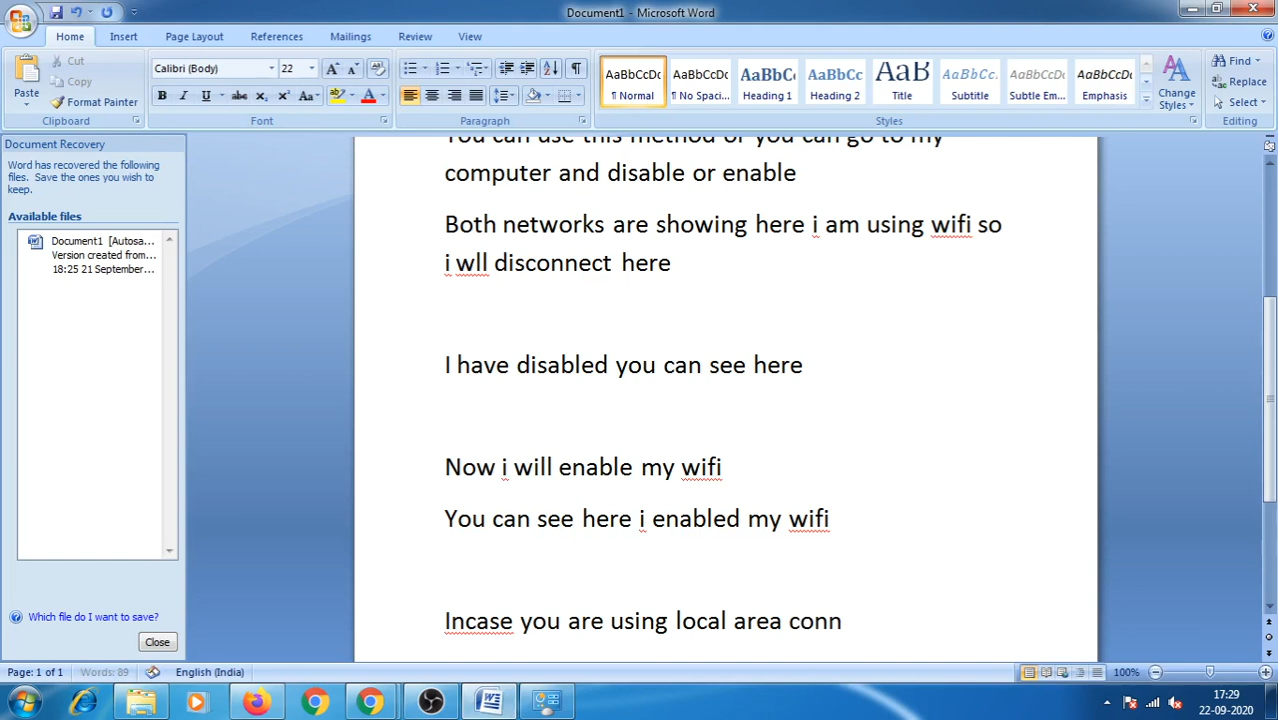 Document1 - Microsoft Word
Home Insert Page Layout References Mailings Review View
Cut
Copy
Format Painter
Paste
Clipboard
Calibri (Body) 22
B I U abc x₂ x² Aa
Font
Paragraph
AaBbCcDc AaBbCcDc AaBbCc AaBbCc AaB AaBbCc. AaBbCcDc AaBbCcDc
¶ Normal ¶ No Spaci... Heading 1 Heading 2 Title Subtitle Subtle Em... Emphasis
Styles
Change
Styles
Find
Replace
Select
Editing
Document Recovery
Word has recovered the following
files. Save the ones you wish to
keep.
Available files
Document1 [Autosa...
Version created from...
18:25 21 September...
Which file do I want to save?
Close
You can use this method or you can go to my
computer and disable or enable
Both networks are showing here i am using wifi so
i wll disconnect here
I have disabled you can see here
Now i will enable my wifi
You can see here i enabled my wifi
Incase you are using local area conn
Page: 1 of 1 Words: 89 English (India) 100%
17:29
22-09-2020